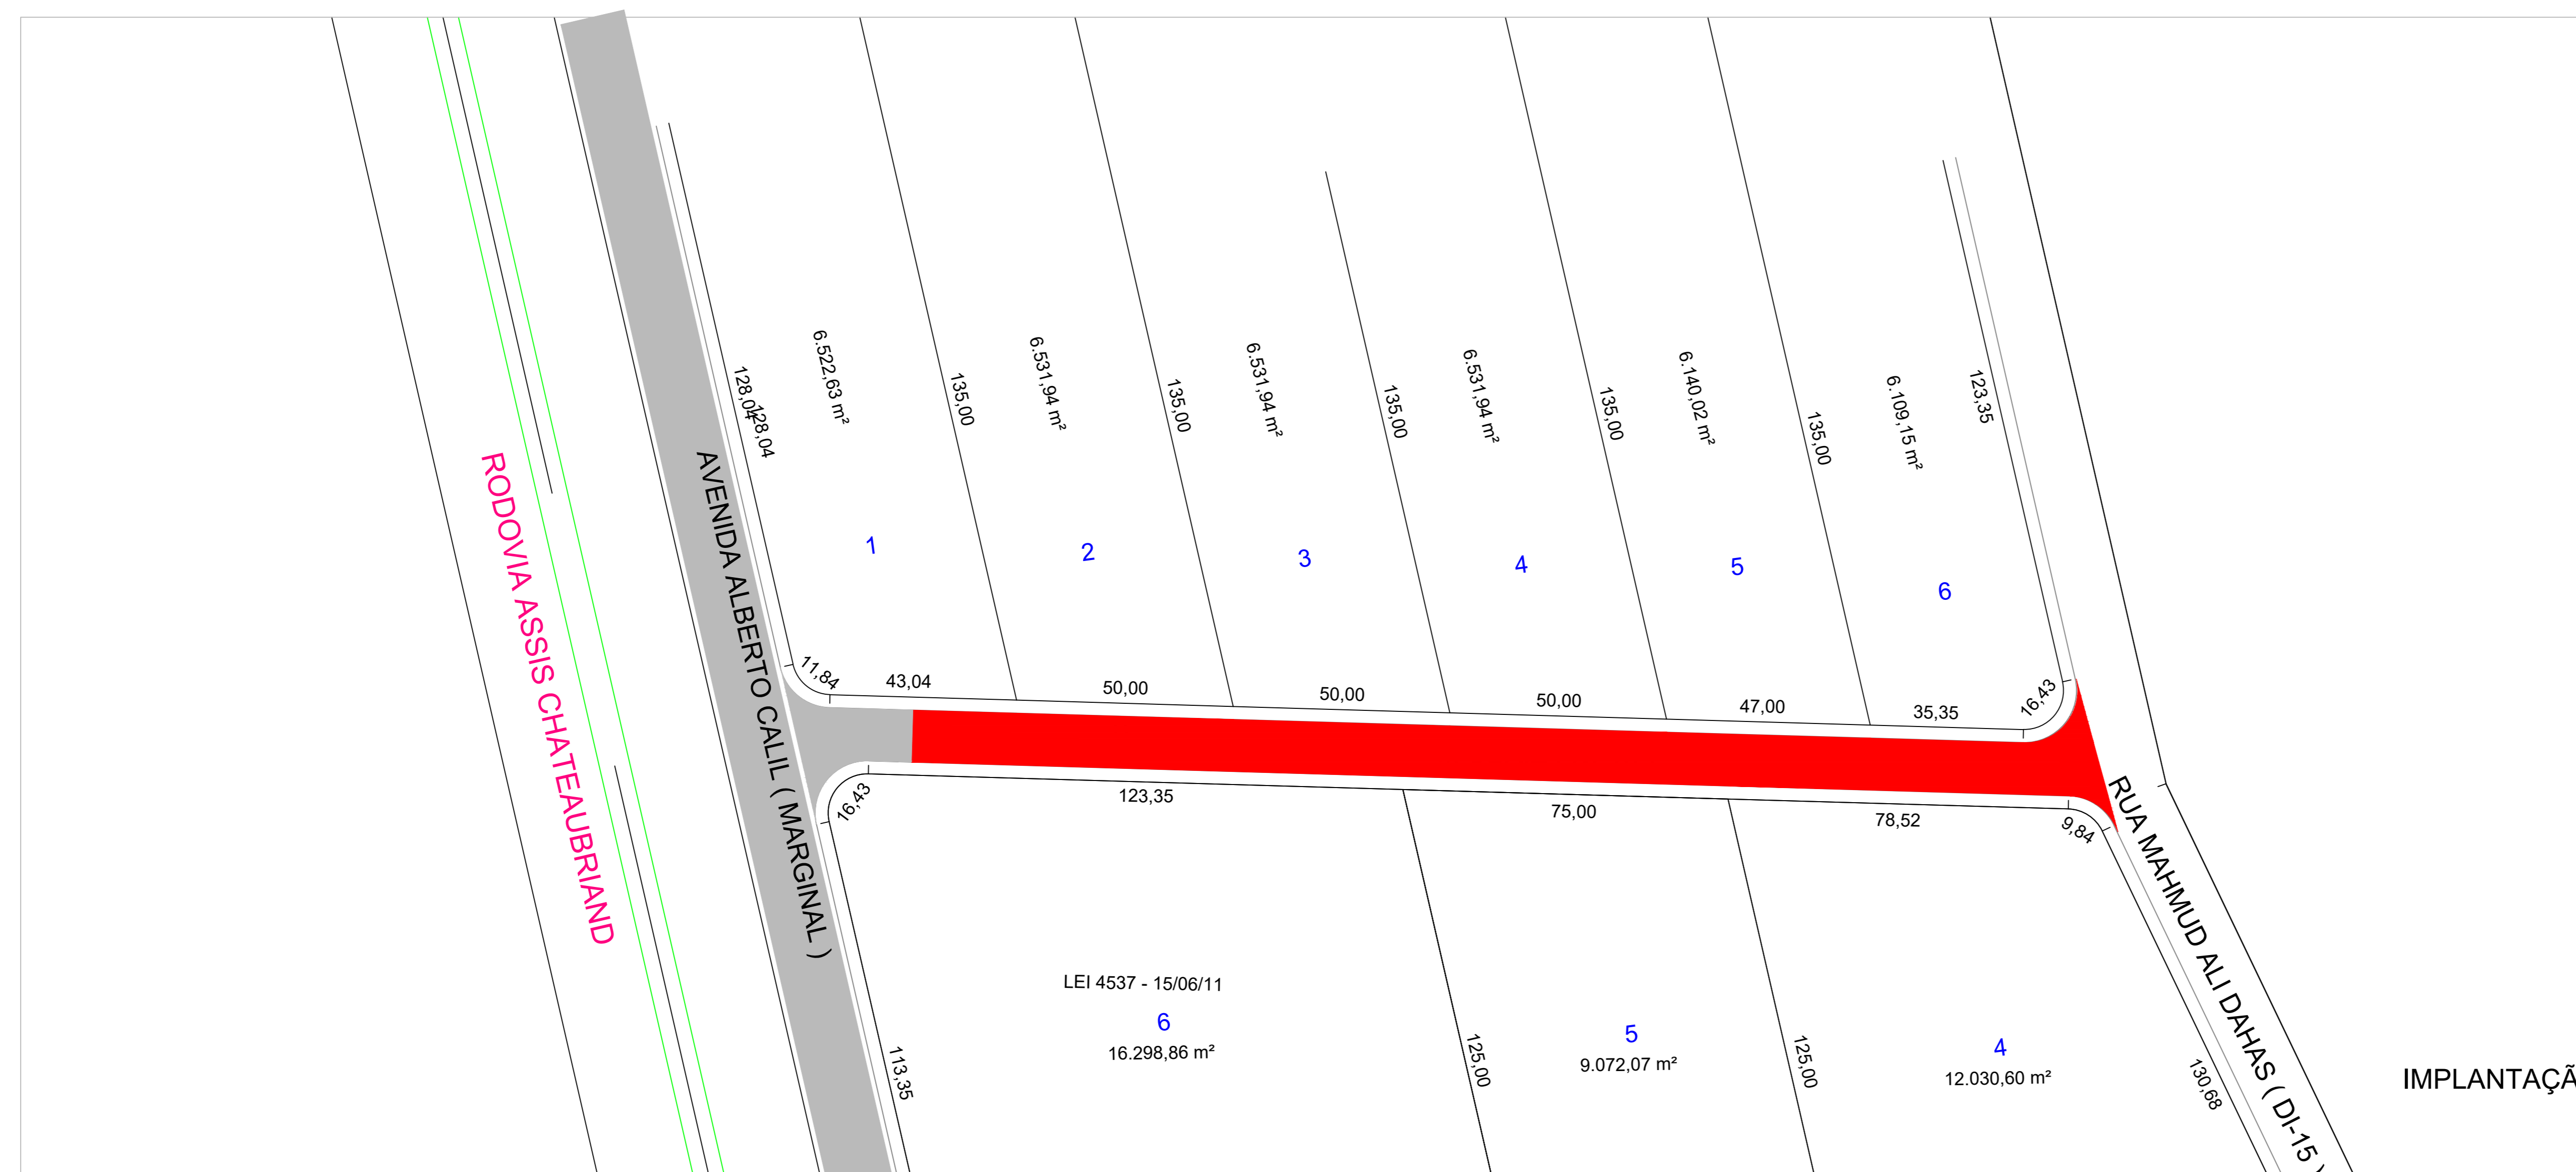 6.522,63 m²
6.531,94 m²
6.531,94 m²
6.531,94 m²
6.140,02 m²
6.109,15 m²
128,04
128,04
135,00
135,00
135,00
135,00
135,00
123,35
RODOVIA ASSIS CHATEAUBRIAND
AVENIDA ALBERTO CALIL ( MARGINAL )
1
2
3
4
5
6
11,84
43,04
50,00
50,00
50,00
47,00
35,35
16,43
16,43
123,35
75,00
78,52
9,84
RUA MAHMUD ALI DAHAS ( DI-15 )
LEI 4537 - 15/06/11
6
16.298,86 m²
5
9.072,07 m²
4
12.030,60 m²
113,35
125,00
125,00
130,68
IMPLANTAÇÃ